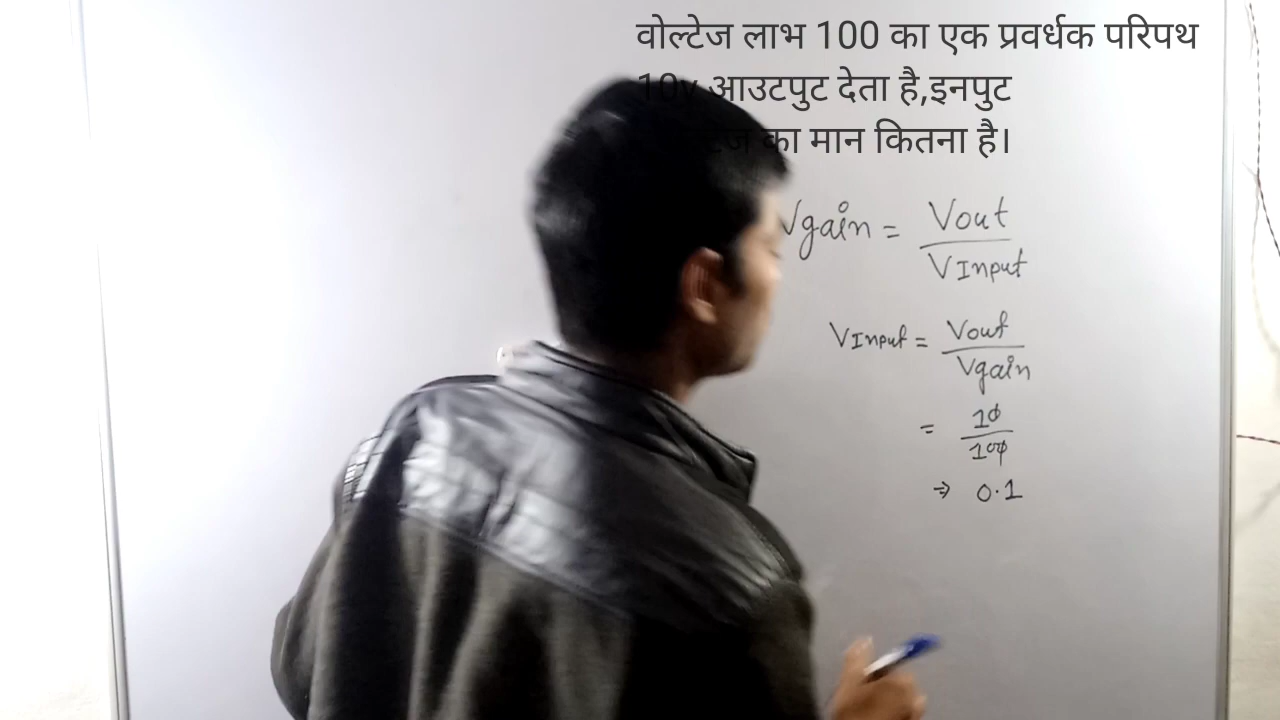 वोल्टेज लाभ 100 का एक प्रवर्धक परिपथ
10v आउटपुट देता है,इनपुट
का मान कितना है।
Vgain = Vout
VInput
VInput = Vout
Vgain
= 10
100
⇒ 0.1